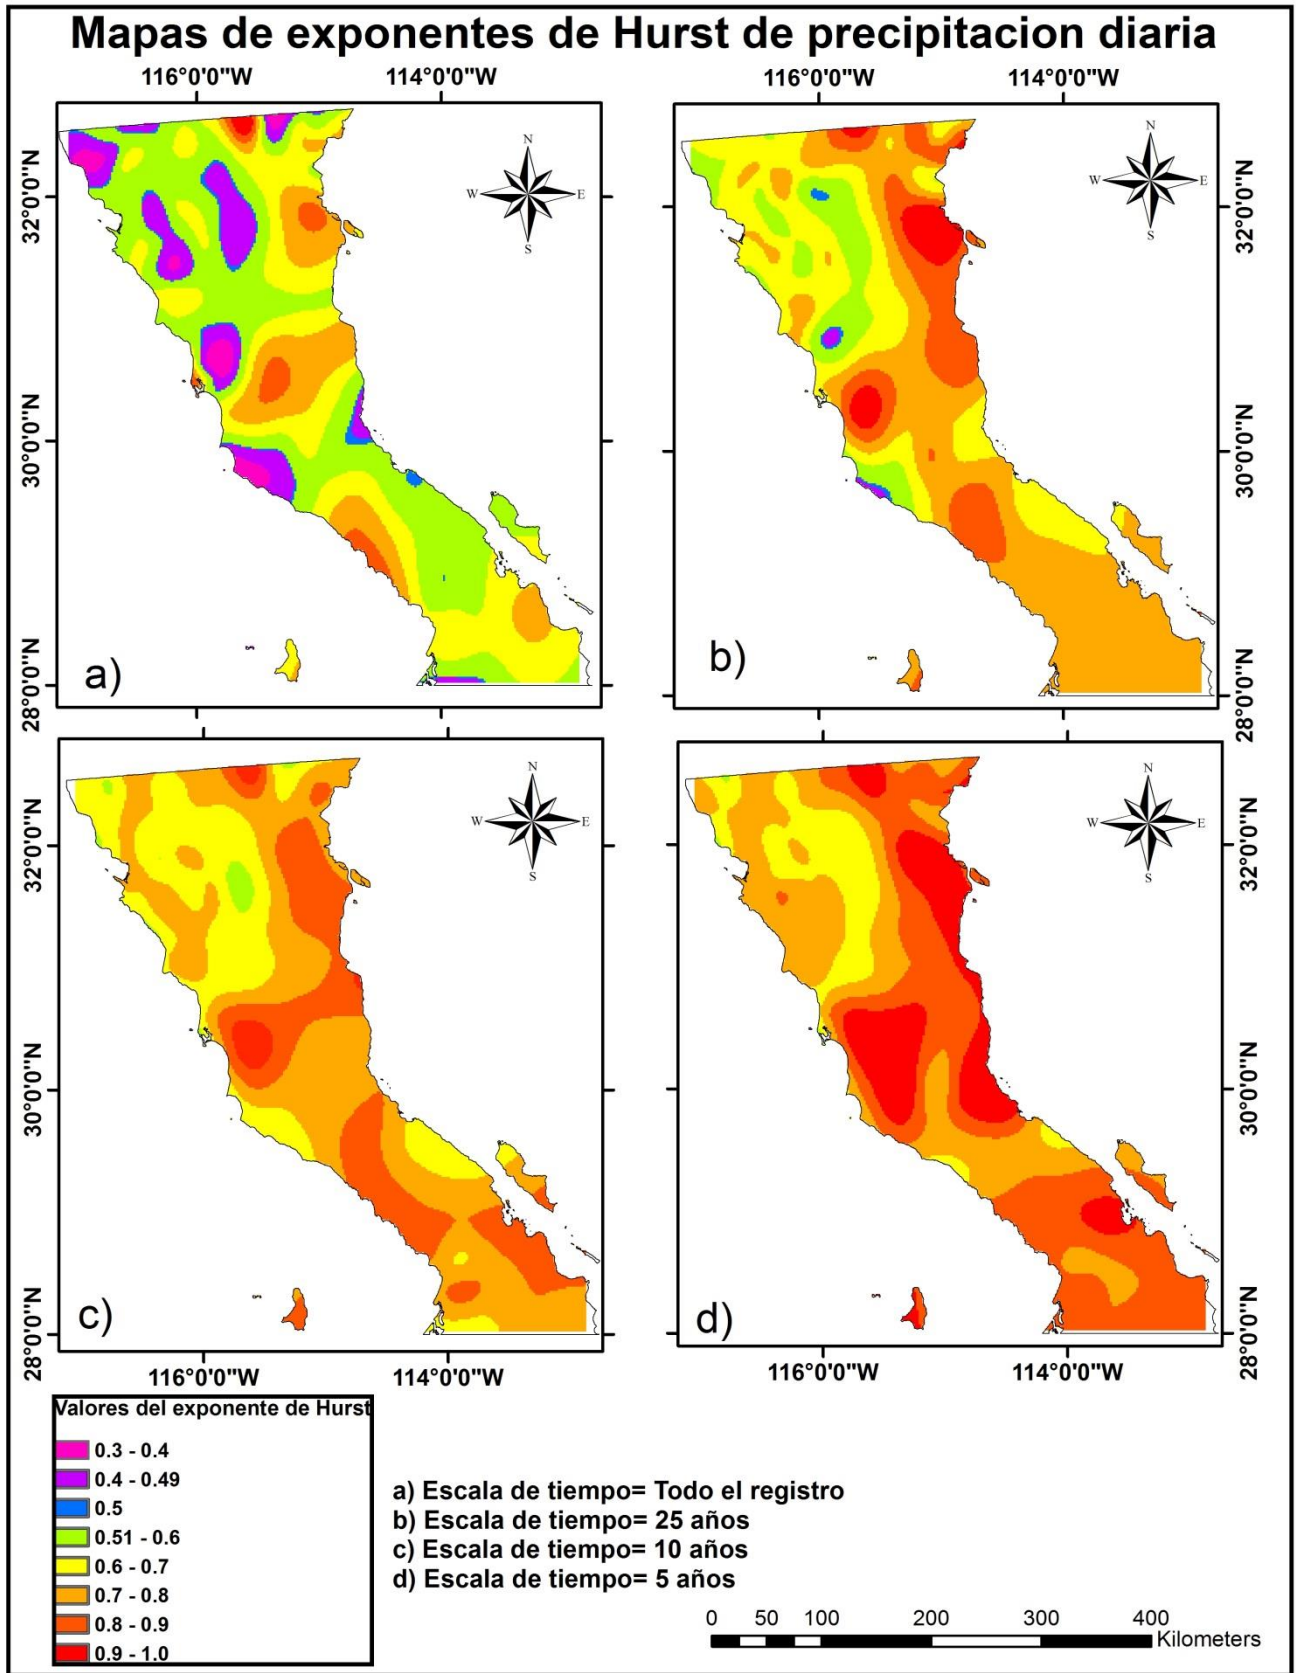 Mapas de exponentes de Hurst de precipitacion diaria
116°0'0"W 114°0'0"W 116°0'0"W 114°0'0"W
N
W E
S
N
W E
S
32°0'0"N
30°0'0"N
28°0'0"N
32°0'0"N
30°0'0"N
28°0'0"N
a)
b)
N
W E
S
N
W E
S
32°0'0"N
30°0'0"N
28°0'0"N
32°0'0"N
30°0'0"N
28°0'0"N
c)
d)
116°0'0"W 114°0'0"W 116°0'0"W 114°0'0"W
Valores del exponente de Hurst
0.3 - 0.4
0.4 - 0.49
0.5
0.51 - 0.6
0.6 - 0.7
0.7 - 0.8
0.8 - 0.9
0.9 - 1.0
a) Escala de tiempo= Todo el registro
b) Escala de tiempo= 25 años
c) Escala de tiempo= 10 años
d) Escala de tiempo= 5 años
0 50 100 200 300 400
Kilometers